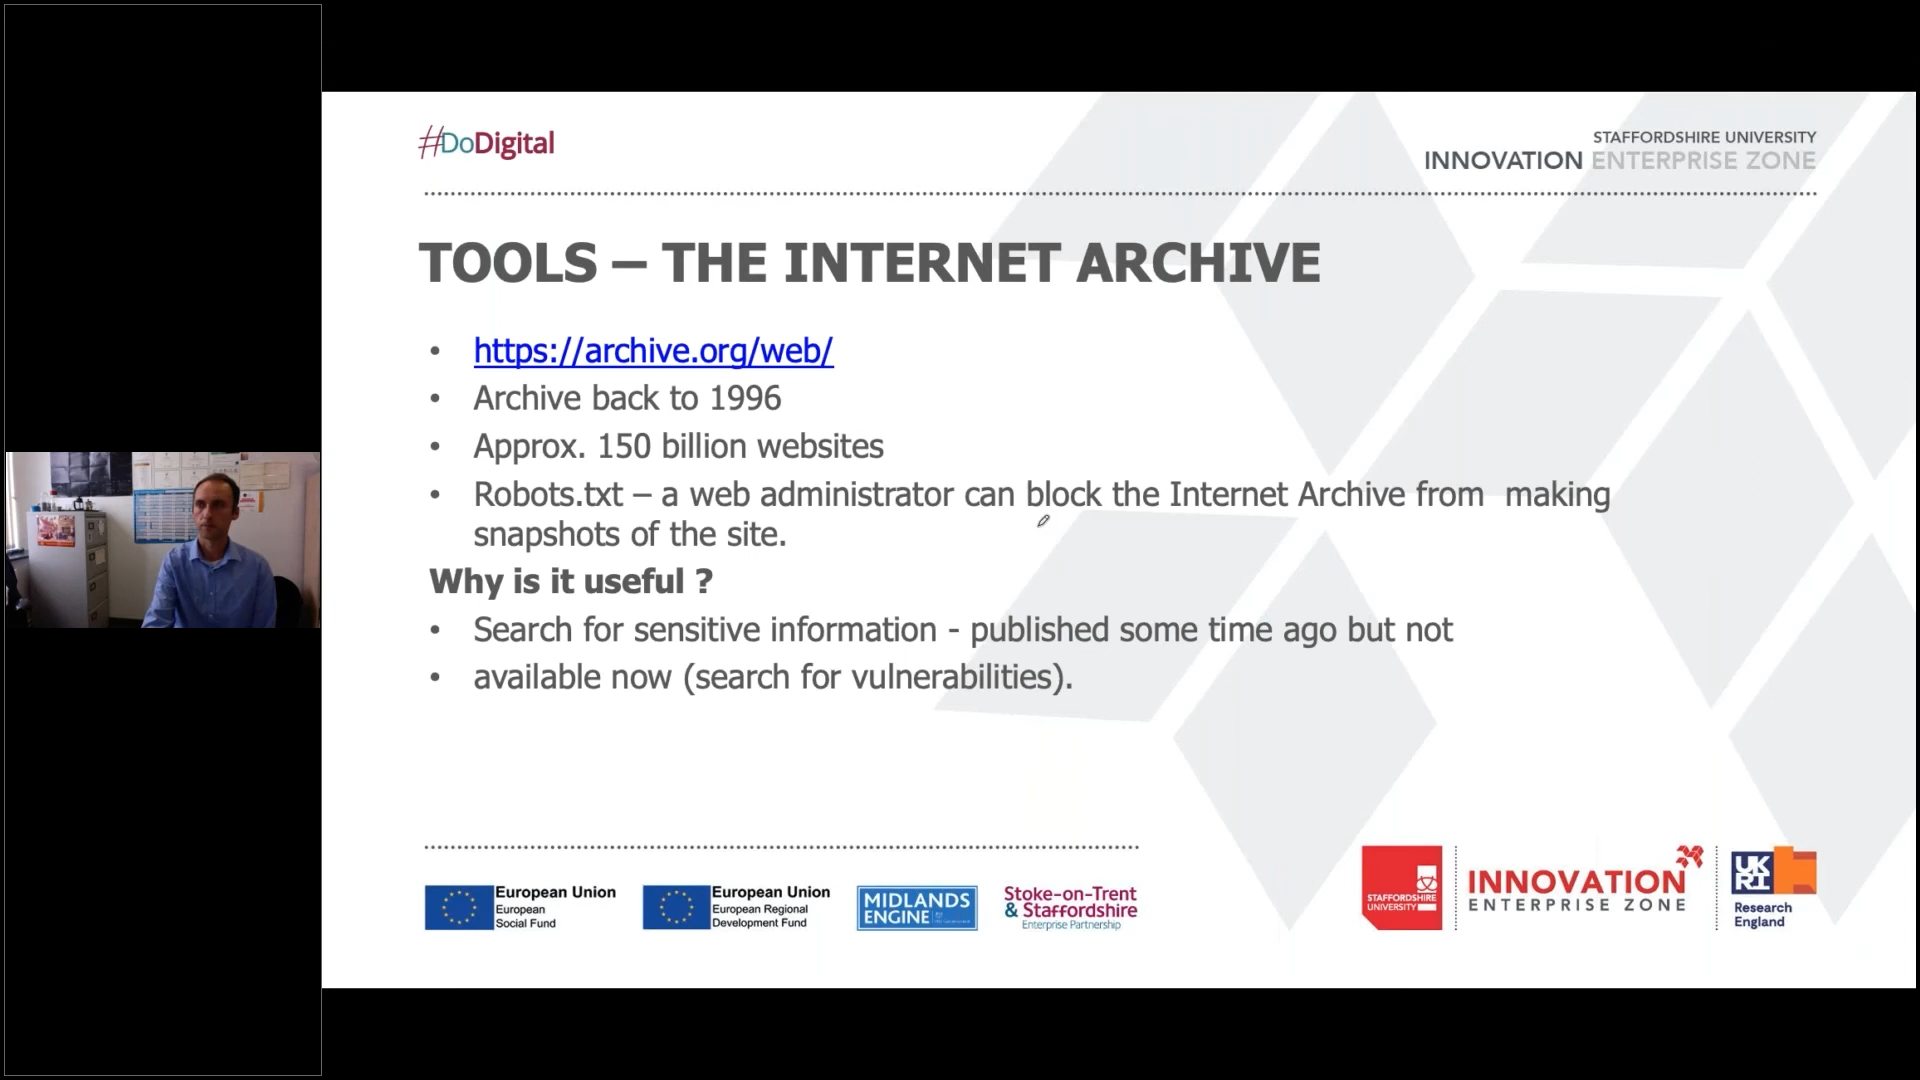 #DoDigital
STAFFORDSHIRE UNIVERSITY
INNOVATION ENTERPRISE ZONE
TOOLS – THE INTERNET ARCHIVE
• https://archive.org/web/
• Archive back to 1996
• Approx. 150 billion websites
• Robots.txt – a web administrator can block the Internet Archive from making
snapshots of the site.
Why is it useful ?
• Search for sensitive information - published some time ago but not
• available now (search for vulnerabilities).
European Union
European
Social Fund
European Union
European Regional
Development Fund
MIDLANDS
ENGINE
Stoke-on-Trent
& Staffordshire
Enterprise Partnership
STAFFORDSHIRE
UNIVERSITY
INNOVATION
ENTERPRISE ZONE
UK
RI
Research
England